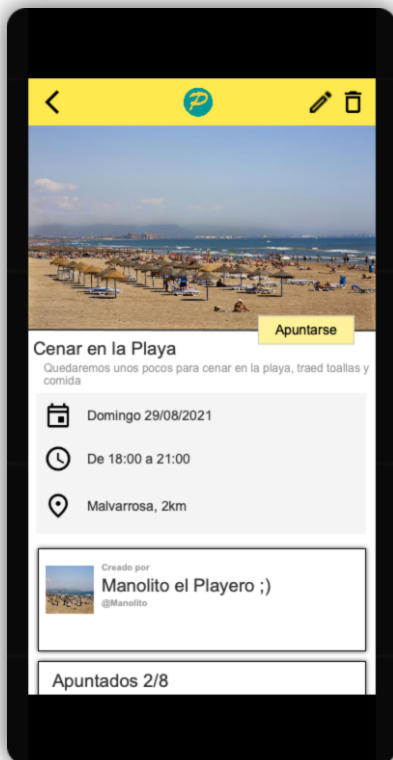 P
Apuntarse
Cenar en la Playa
Quedaremos unos pocos para cenar en la playa, traed toallas y
comida
Domingo 29/08/2021
De 18:00 a 21:00
Malvarrosa, 2km
Creado por
Manolito el Playero ;)
@Manolito
Apuntados 2/8